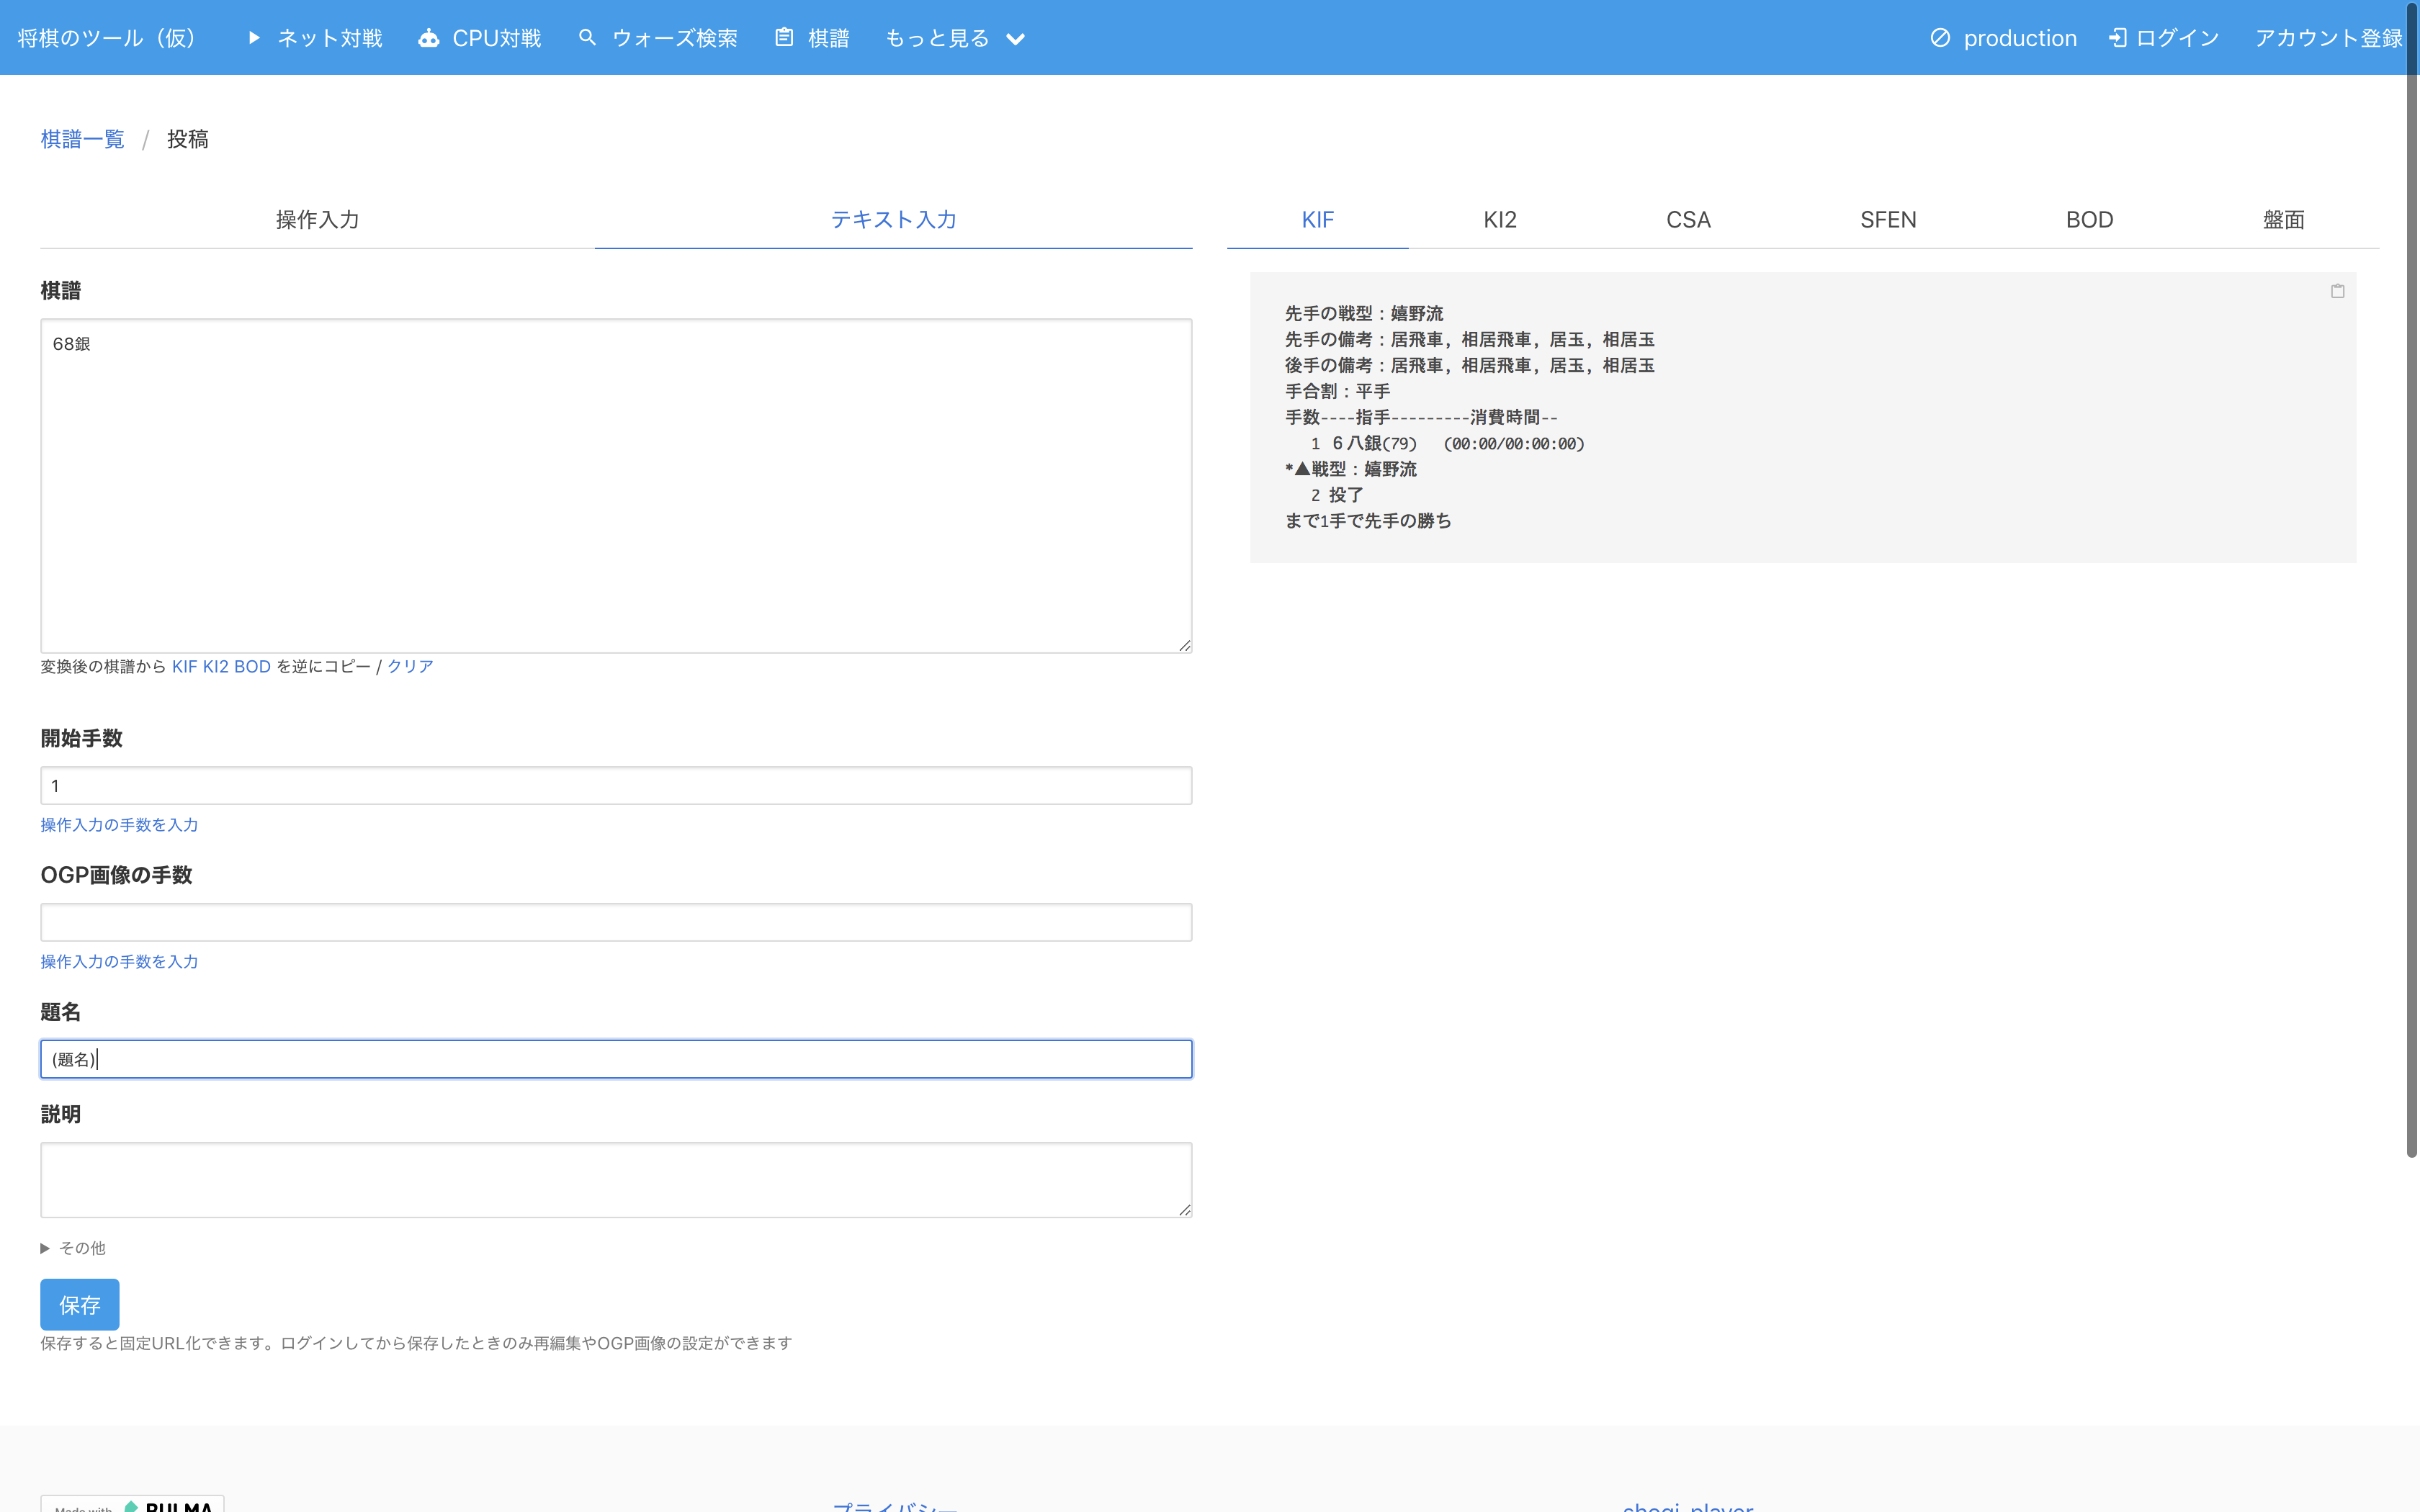 将棋のツール（仮） ネット対戦 CPU対戦 ウォーズ検索 棋譜 もっと見る production ログイン アカウント登録
棋譜一覧 / 投稿
操作入力 テキスト入力
棋譜
68銀
変換後の棋譜から KIF KI2 BOD を逆にコピー / クリア
開始手数
1
操作入力の手数を入力
OGP画像の手数
操作入力の手数を入力
題名
(題名)
説明
▶ その他
保存
保存すると固定URL化できます。ログインしてから保存したときのみ再編集やOGP画像の設定ができます
KIF KI2 CSA SFEN BOD 盤面
先手の戦型：嬉野流
先手の備考：居飛車, 相居飛車, 居玉, 相居玉
後手の備考：居飛車, 相居飛車, 居玉, 相居玉
手合割：平手
手数----指手---------消費時間--
1 ６八銀(79) (00:00/00:00:00)
*▲戦型：嬉野流
2 投了
まで1手で先手の勝ち
Made with BULMA
プライバシー
shogi-player